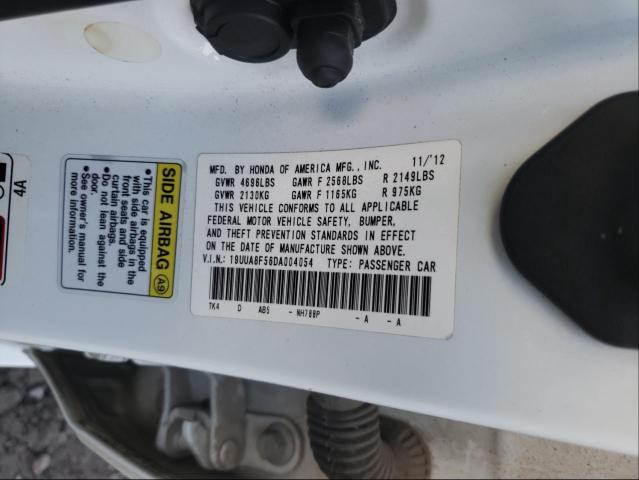 MFD. BY HONDA OF AMERICA MFG., INC. 11/'12
GVWR 4696LBS GAWR F 2568LBS R 2149LBS
GVWR 2130KG GAWR F 1165KG R 975KG
THIS VEHICLE CONFORMS TO ALL APPLICABLE
FEDERAL MOTOR VEHICLE SAFETY, BUMPER,
AND THEFT PREVENTION STANDARDS IN EFFECT
ON THE DATE OF MANUFACTURE SHOWN ABOVE.
V.I.N.: 19UUA8F56DA004054 TYPE: PASSENGER CAR
TK4 D AB5 - NH788P - A - A
SIDE AIRBAG A9
• This car is equipped
with side airbags in the
front seats and side
curtain airbags.
• Do not lean against the
door.
• See owner's manual for
more information.
4A